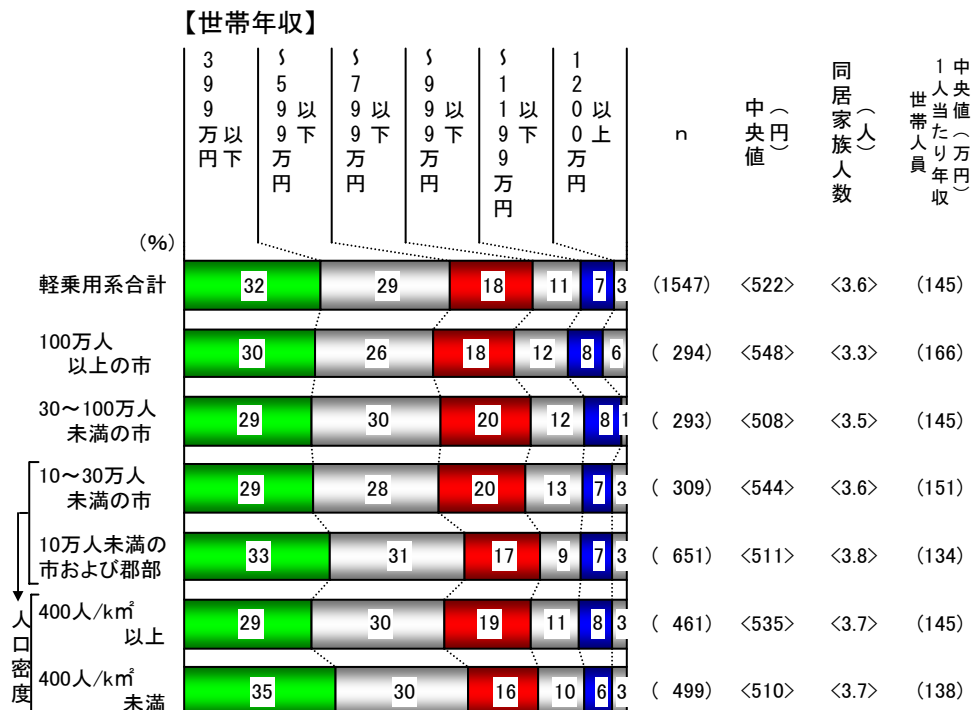 【世帯年収】
399万円以下
～599万円以下
～799万円以下
～999万円以下
～1199万円以下
1200万円以上
n
中央値（円）
同居家族人数（人）
世帯人員1人当たり年収中央値（万円）
(%)
軽乗用系合計 32 29 18 11 7 3 (1547) <522> <3.6> (145)
100万人
以上の市 30 26 18 12 8 6 ( 294) <548> <3.3> (166)
30～100万人
未満の市 29 30 20 12 8 1 ( 293) <508> <3.5> (145)
10～30万人
未満の市 29 28 20 13 7 3 ( 309) <544> <3.6> (151)
10万人未満の
市および郡部 33 31 17 9 7 3 ( 651) <511> <3.8> (134)
人口密度
400人/k㎡
以上 29 30 19 11 8 3 ( 461) <535> <3.7> (145)
400人/k㎡
未満 35 30 16 10 6 3 ( 499) <510> <3.7> (138)